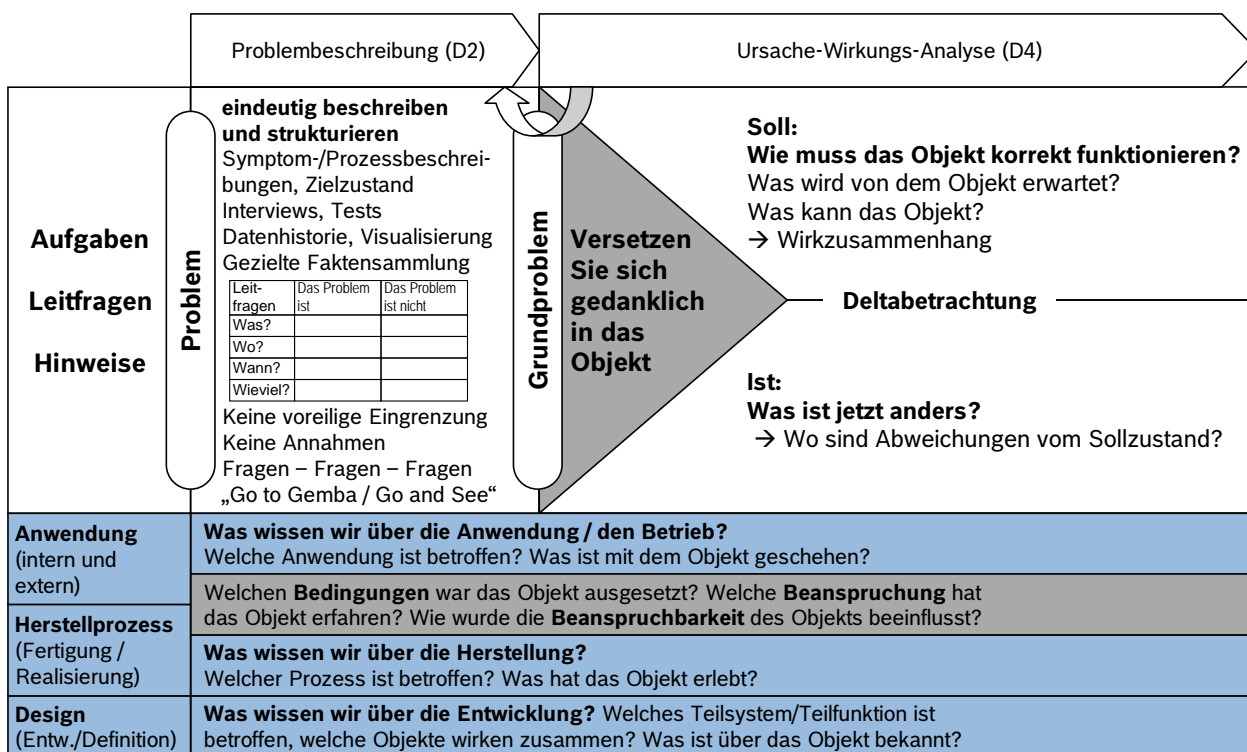 Problembeschreibung (D2)
Ursache-Wirkungs-Analyse (D4)
Aufgaben
Leitfragen
Hinweise
Problem
eindeutig beschreiben
und strukturieren
Symptom-/Prozessbeschrei-
bungen, Zielzustand
Interviews, Tests
Datenhistorie, Visualisierung
Gezielte Faktensammlung
Leit-
fragen
Das Problem
ist
Das Problem
ist nicht
Was?
Wo?
Wann?
Wieviel?
Keine voreilige Eingrenzung
Keine Annahmen
Fragen – Fragen – Fragen
„Go to Gemba / Go and See“
Grundproblem
Versetzen
Sie sich
gedanklich
in das
Objekt
Soll:
Wie muss das Objekt korrekt funktionieren?
Was wird von dem Objekt erwartet?
Was kann das Objekt?
→ Wirkzusammenhang
Deltabetrachtung
Ist:
Was ist jetzt anders?
→ Wo sind Abweichungen vom Sollzustand?
Anwendung
(intern und
extern)
Was wissen wir über die Anwendung / den Betrieb?
Welche Anwendung ist betroffen? Was ist mit dem Objekt geschehen?
Welchen Bedingungen war das Objekt ausgesetzt? Welche Beanspruchung hat
das Objekt erfahren? Wie wurde die Beanspruchbarkeit des Objekts beeinflusst?
Herstellprozess
(Fertigung /
Realisierung)
Was wissen wir über die Herstellung?
Welcher Prozess ist betroffen? Was hat das Objekt erlebt?
Design
(Entw./Definition)
Was wissen wir über die Entwicklung? Welches Teilsystem/Teilfunktion ist
betroffen, welche Objekte wirken zusammen? Was ist über das Objekt bekannt?